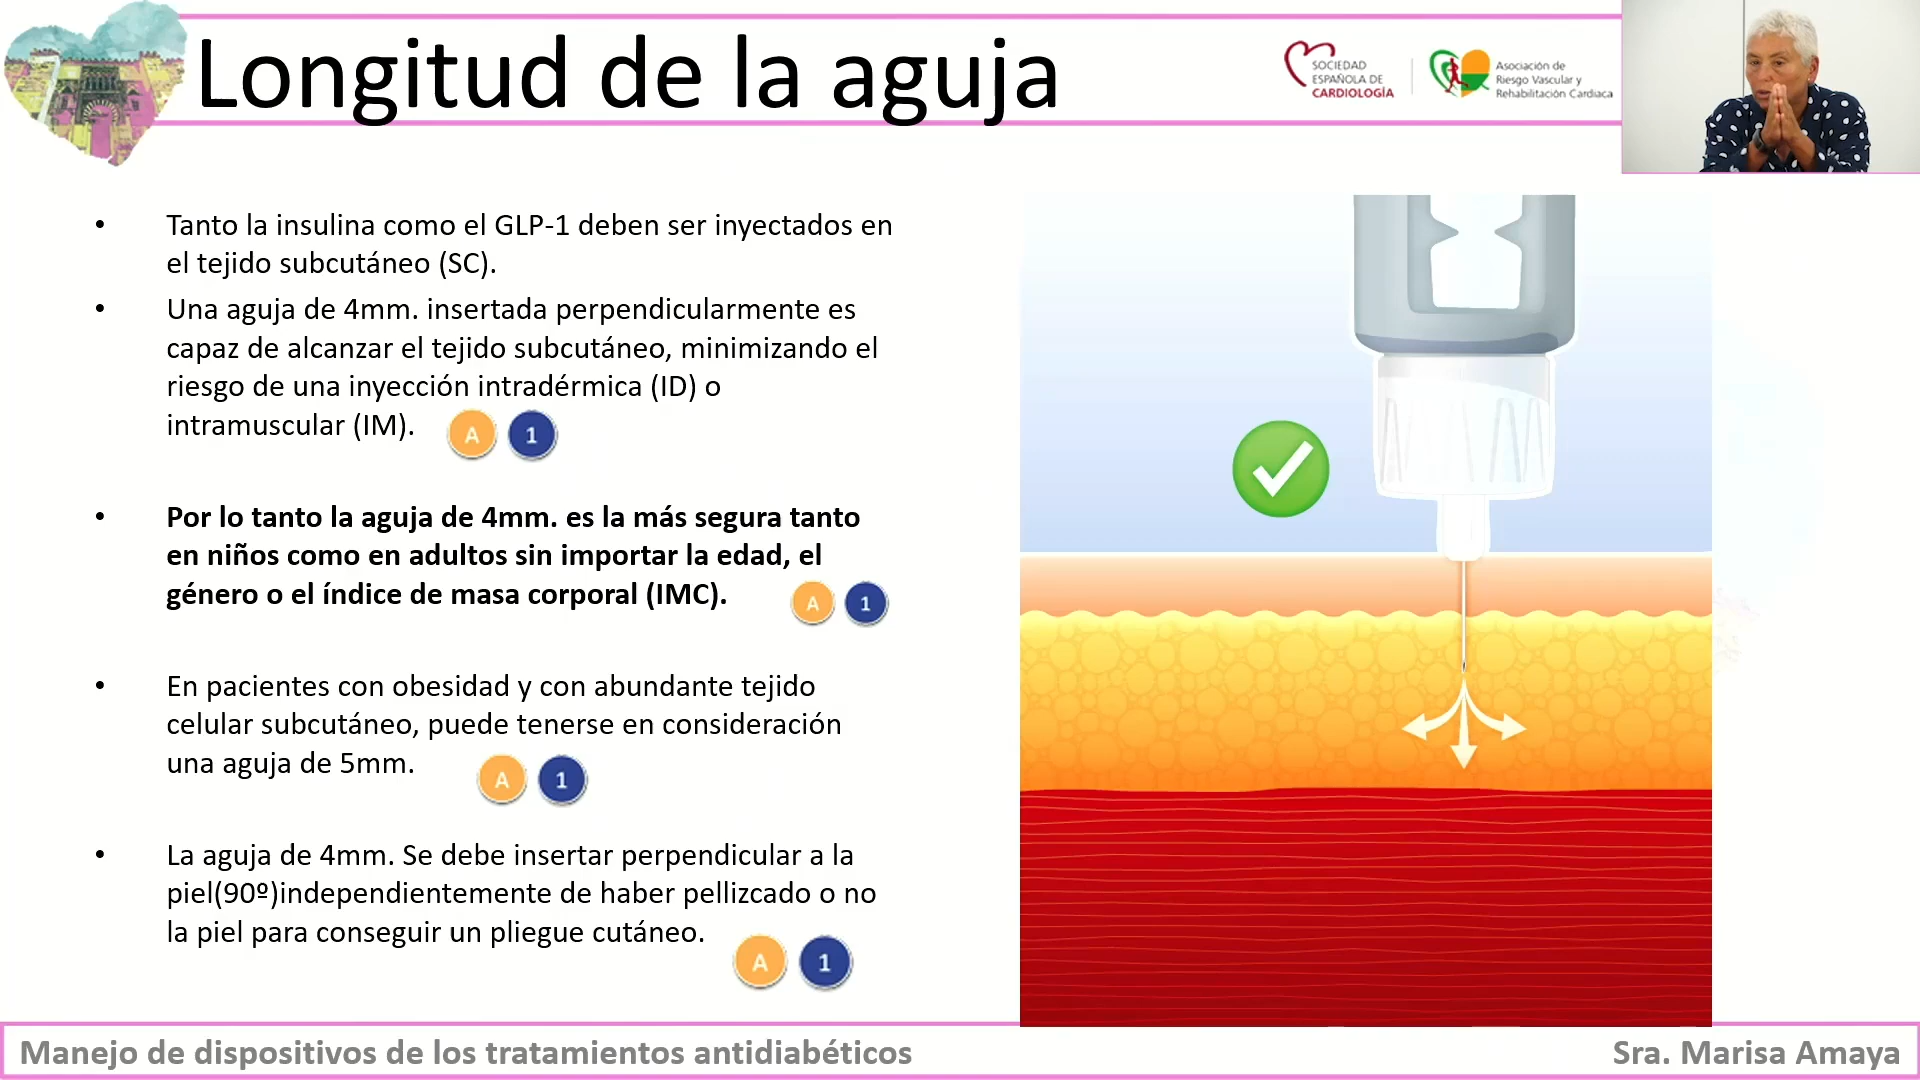 Longitud de la aguja
SOCIEDAD
ESPAÑOLA DE
CARDIOLOGÍA
Asociación de
Riesgo Vascular y
Rehabilitación Cardiaca
• Tanto la insulina como el GLP-1 deben ser inyectados en
el tejido subcutáneo (SC).
• Una aguja de 4mm. insertada perpendicularmente es
capaz de alcanzar el tejido subcutáneo, minimizando el
riesgo de una inyección intradérmica (ID) o
intramuscular (IM). A 1
• Por lo tanto la aguja de 4mm. es la más segura tanto
en niños como en adultos sin importar la edad, el
género o el índice de masa corporal (IMC). A 1
• En pacientes con obesidad y con abundante tejido
celular subcutáneo, puede tenerse en consideración
una aguja de 5mm. A 1
• La aguja de 4mm. Se debe insertar perpendicular a la
piel(90º)independientemente de haber pellizcado o no
la piel para conseguir un pliegue cutáneo. A 1
Manejo de dispositivos de los tratamientos antidiabéticos
Sra. Marisa Amaya